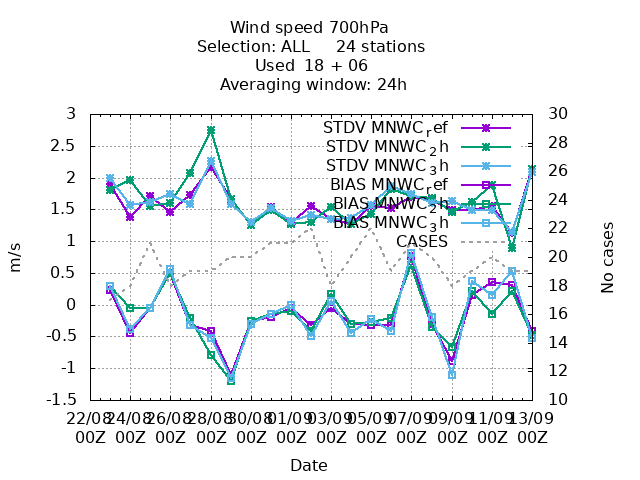 Wind speed 700hPa
Selection: ALL     24 stations
Used  18 + 06
Averaging window: 24h
3
2.5
2
1.5
1
0.5
0
-0.5
-1
-1.5
m/s
30
28
26
24
22
20
18
16
14
12
10
No cases
STDV MNWC_ref
STDV MNWC_2h
STDV MNWC_3h
BIAS MNWC_ref
BIAS MNWC_2h
BIAS MNWC_3h
CASES
22/08 24/08 26/08 28/08 30/08 01/09 03/09 05/09 07/09 09/09 11/09 13/09
00Z 00Z 00Z 00Z 00Z 00Z 00Z 00Z 00Z 00Z 00Z 00Z
Date